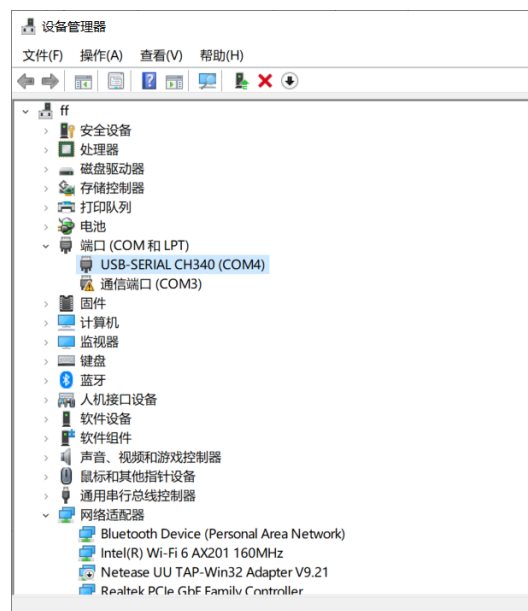 设备管理器
文件(F) 操作(A) 查看(V) 帮助(H)
ff
安全设备
处理器
磁盘驱动器
存储控制器
打印队列
电池
端口 (COM 和 LPT)
USB-SERIAL CH340 (COM4)
通信端口 (COM3)
固件
计算机
监视器
键盘
蓝牙
人机接口设备
软件设备
软件组件
声音、视频和游戏控制器
鼠标和其他指针设备
通用串行总线控制器
网络适配器
Bluetooth Device (Personal Area Network)
Intel(R) Wi-Fi 6 AX201 160MHz
Netease UU TAP-Win32 Adapter V9.21
Realtek PCIe GbE Family Controller